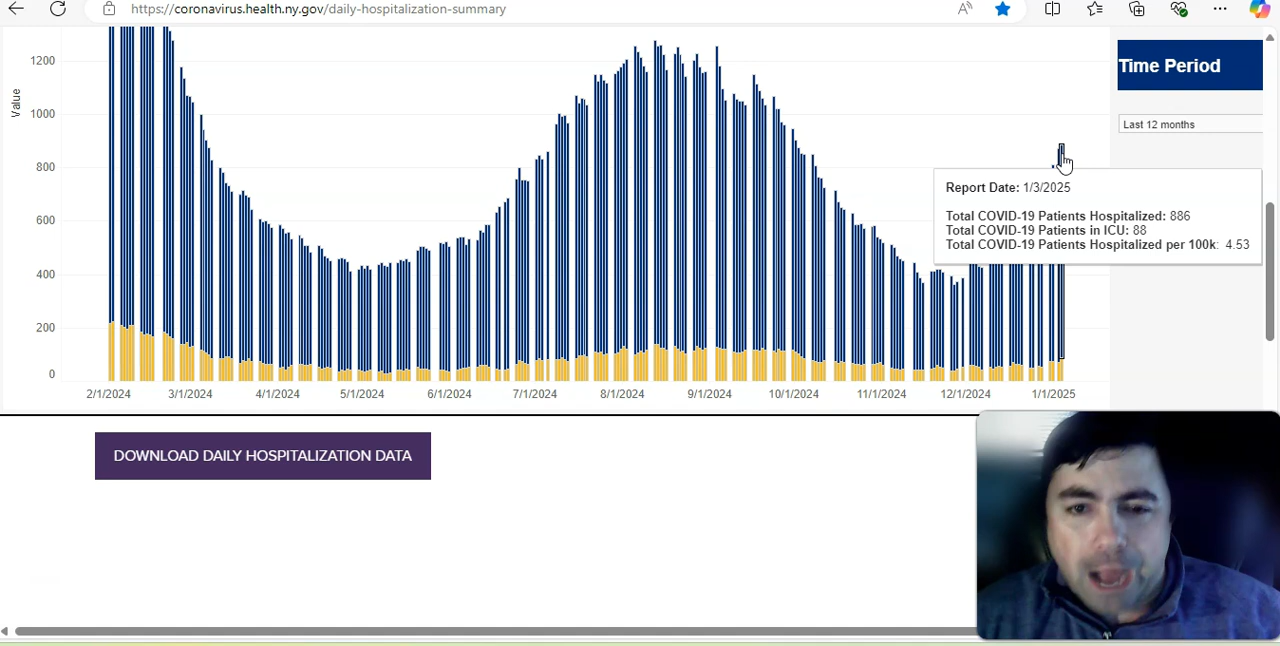 https://coronavirus.health.ny.gov/daily-hospitalization-summary
1200
1000
800
600
400
200
0
Value
2/1/2024 3/1/2024 4/1/2024 5/1/2024 6/1/2024 7/1/2024 8/1/2024 9/1/2024 10/1/2024 11/1/2024 12/1/2024 1/1/2025
Time Period
Last 12 months
Report Date: 1/3/2025
Total COVID-19 Patients Hospitalized: 886
Total COVID-19 Patients in ICU: 88
Total COVID-19 Patients Hospitalized per 100k: 4.53
DOWNLOAD DAILY HOSPITALIZATION DATA